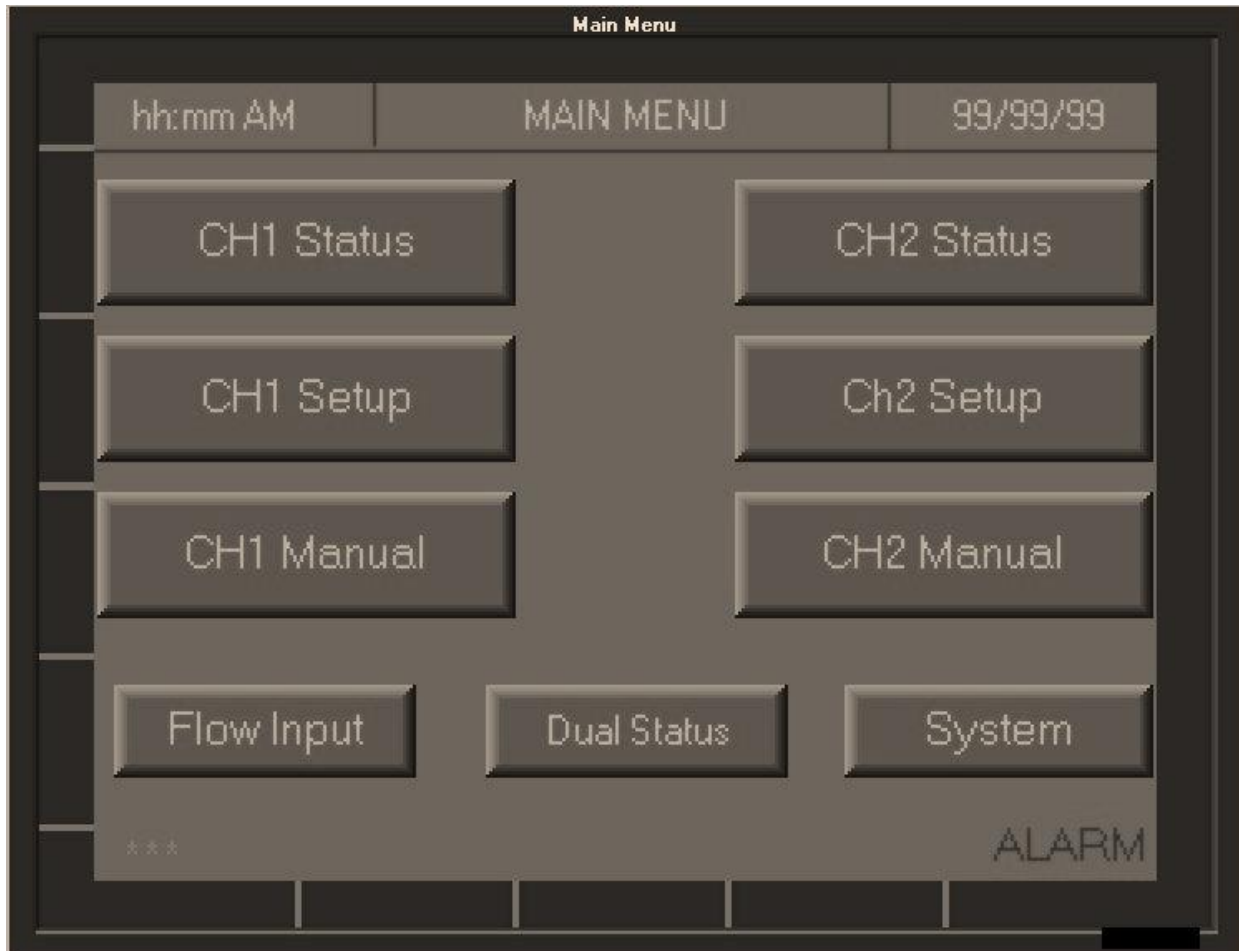 Main Menu
hh:mm AM MAIN MENU 99/99/99
CH1 Status CH2 Status
CH1 Setup Ch2 Setup
CH1 Manual CH2 Manual
Flow Input Dual Status System
*** ALARM